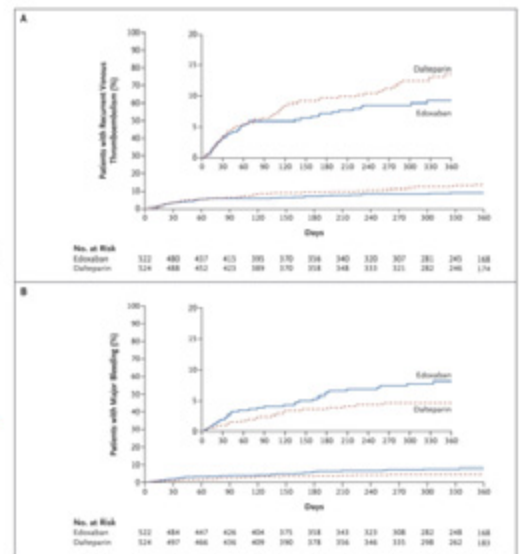 A
Patients with Recurrent Venous Thromboembolism (%)
100
90
80
70
60
50
40
30
20
10
0
20
15
10
5
0
Dalteparin
Edoxaban
0 30 60 90 120 150 180 210 240 270 300 330 360
0 30 60 90 120 150 180 210 240 270 300 330 360
Days
No. at Risk
Edoxaban 522 480 437 415 395 370 356 340 320 307 281 245 168
Dalteparin 524 488 452 423 389 370 358 348 333 321 282 246 174
B
Patients with Major Bleeding (%)
100
90
80
70
60
50
40
30
20
10
0
20
15
10
5
0
Edoxaban
Dalteparin
0 30 60 90 120 150 180 210 240 270 300 330 360
0 30 60 90 120 150 180 210 240 270 300 330 360
Days
No. at Risk
Edoxaban 522 484 447 426 404 375 358 343 323 308 282 248 168
Dalteparin 524 497 466 436 409 390 378 356 346 335 298 262 183